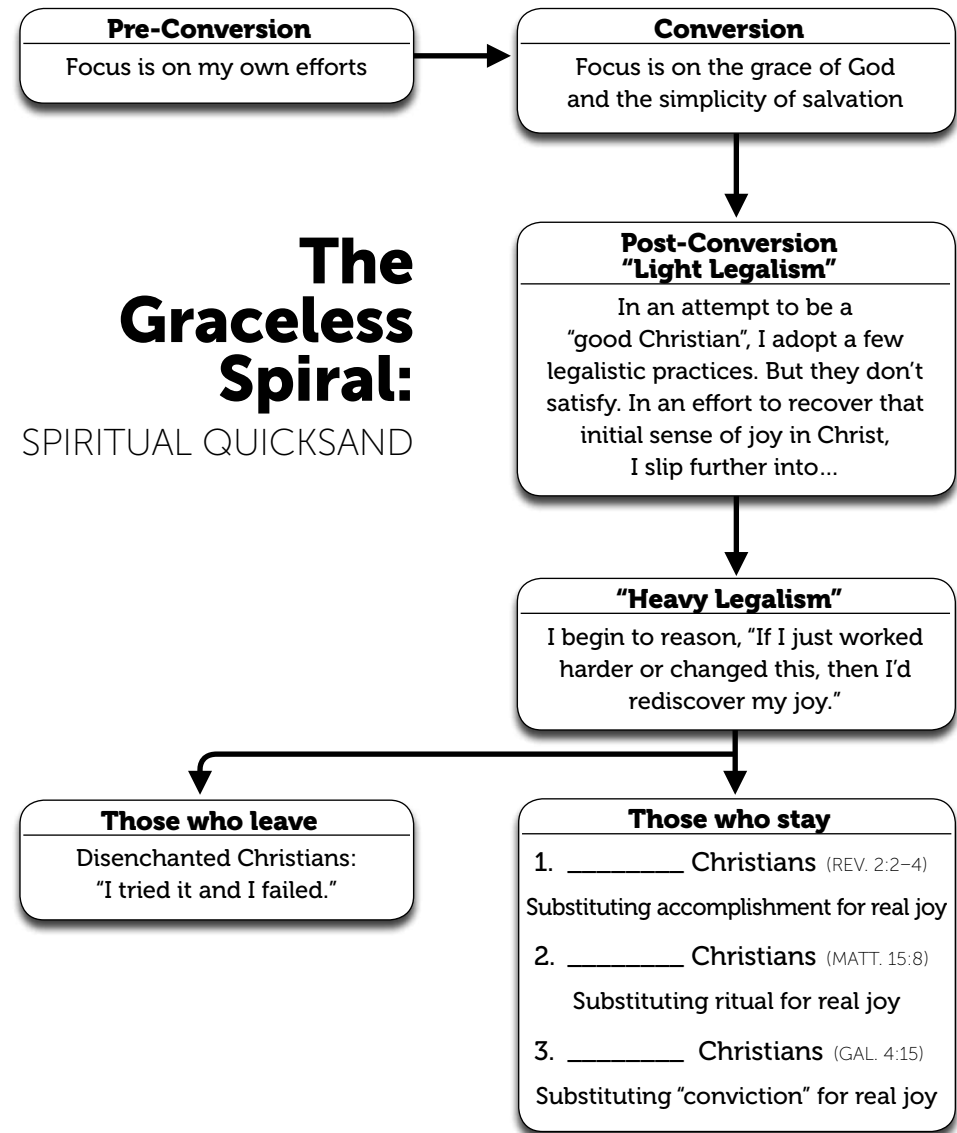 Pre-Conversion
Focus is on my own efforts
Conversion
Focus is on the grace of God
and the simplicity of salvation
The
Graceless
Spiral:
SPIRITUAL QUICKSAND
Post-Conversion
“Light Legalism”
In an attempt to be a
“good Christian”, I adopt a few
legalistic practices. But they don’t
satisfy. In an effort to recover that
initial sense of joy in Christ,
I slip further into…
“Heavy Legalism”
I begin to reason, “If I just worked
harder or changed this, then I’d
rediscover my joy.”
Those who leave
Disenchanted Christians:
“I tried it and I failed.”
Those who stay
1. ________ Christians (REV. 2:2–4)
Substituting accomplishment for real joy
2. ________ Christians (MATT. 15:8)
Substituting ritual for real joy
3. ________ Christians (GAL. 4:15)
Substituting “conviction” for real joy